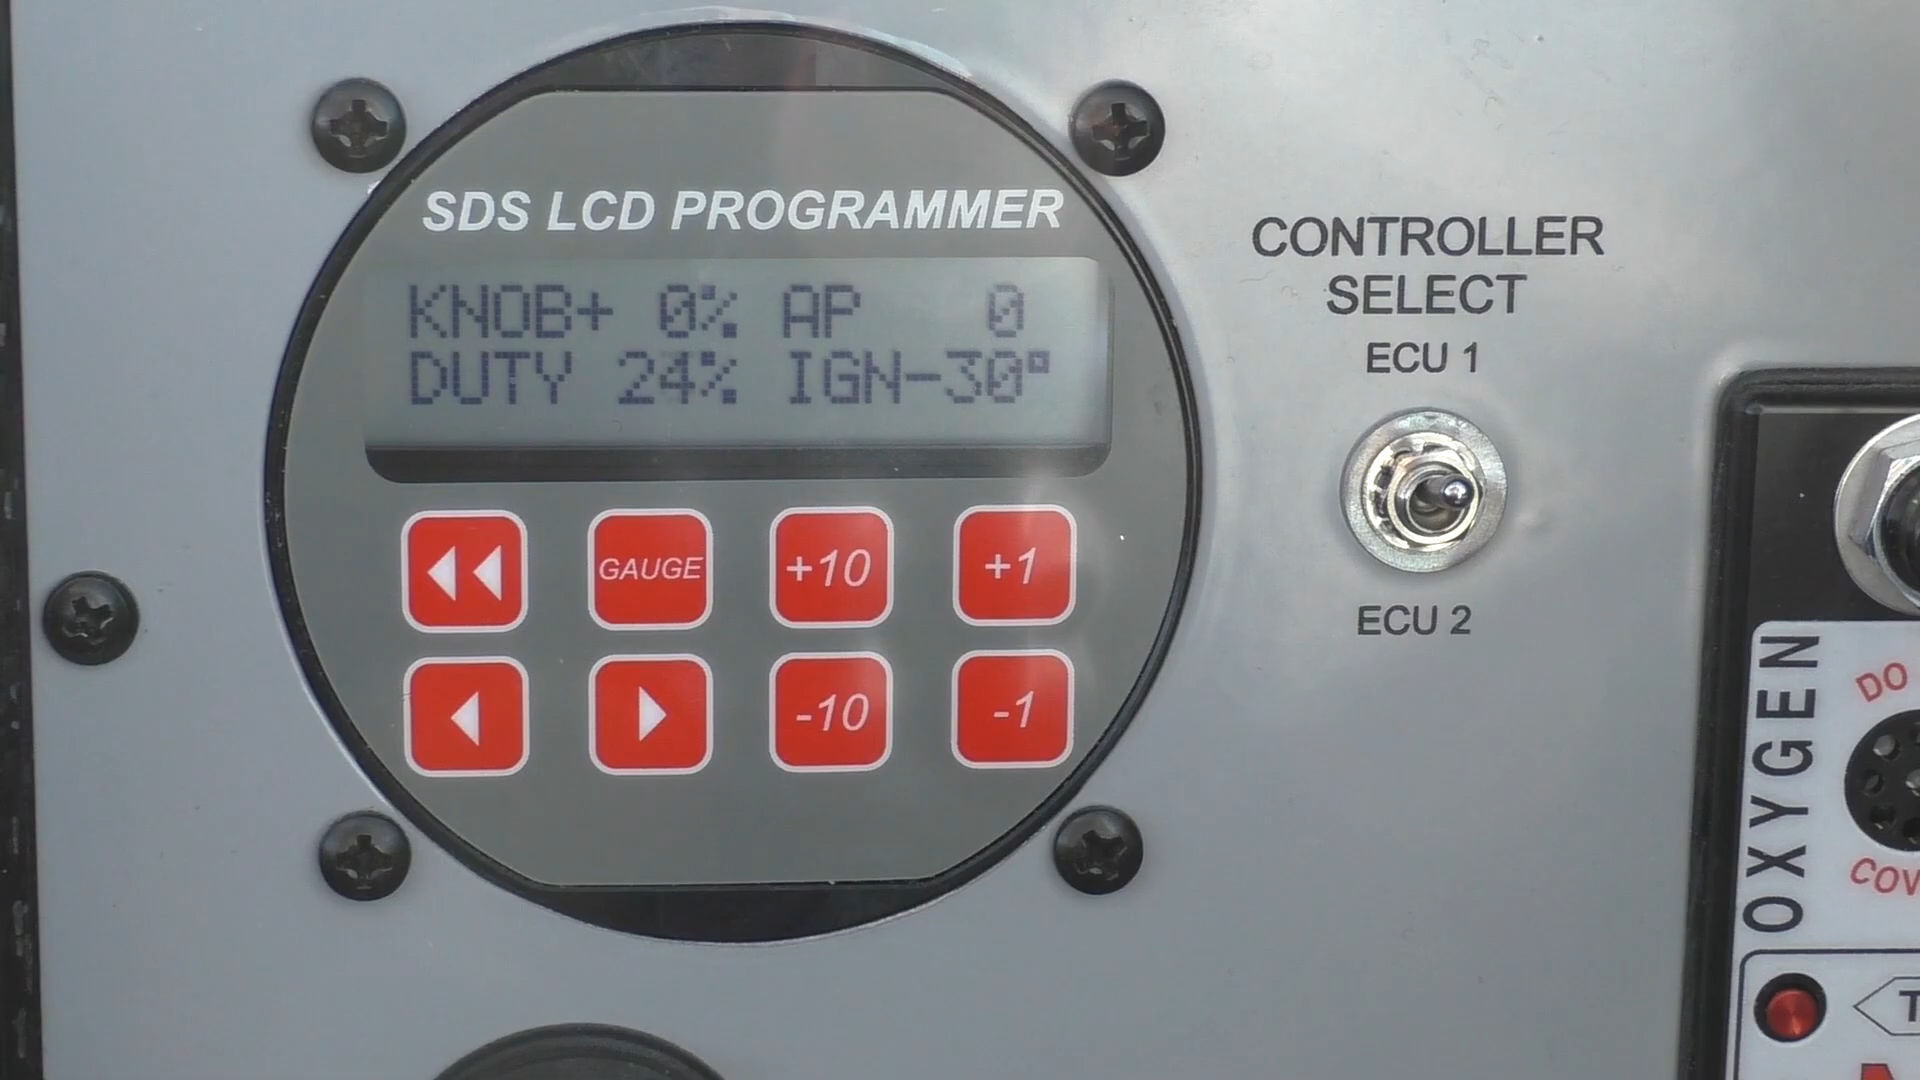 SDS LCD PROGRAMMER
KNOB+ 0% AP 0
DUTY 24% IGN-30°
GAUGE +10 +1
-10 -1
CONTROLLER
SELECT
ECU 1
ECU 2
OXYGEN
DO